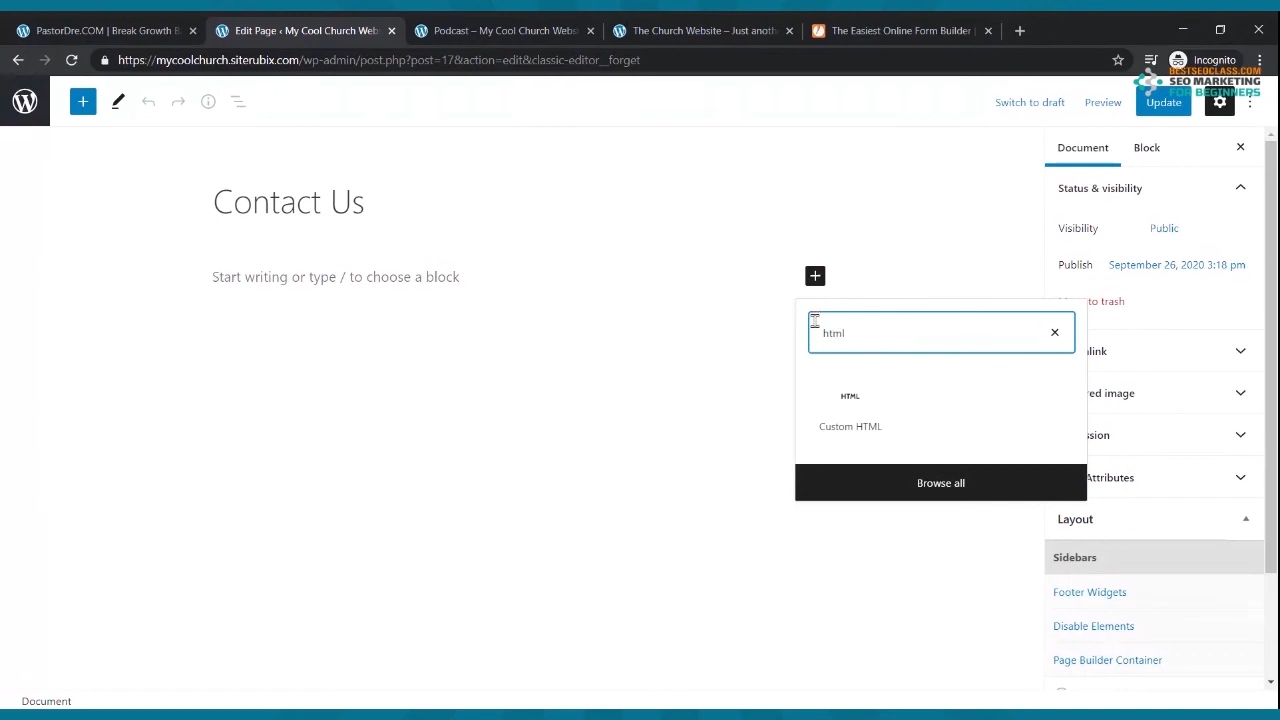 PastorDre.COM | Break Growth B
Edit Page ‹ My Cool Church Web
Podcast – My Cool Church Webs
The Church Website – Just anoth
The Easiest Online Form Builder |
https://mycoolchurch.siterubix.com/wp-admin/post.php?post=17&action=edit&classic-editor__forget
Incognito
BESTSEOCLASS.COM
SEO MARKETING
FOR BEGINNERS
Switch to draft
Preview
Update
Document
Block
Status & visibility
Contact Us
Visibility
Public
Start writing or type / to choose a block
Publish
September 26, 2020 3:18 pm
to trash
html
link
red image
HTML
Custom HTML
ssion
Attributes
Browse all
Layout
Sidebars
Footer Widgets
Disable Elements
Page Builder Container
Document